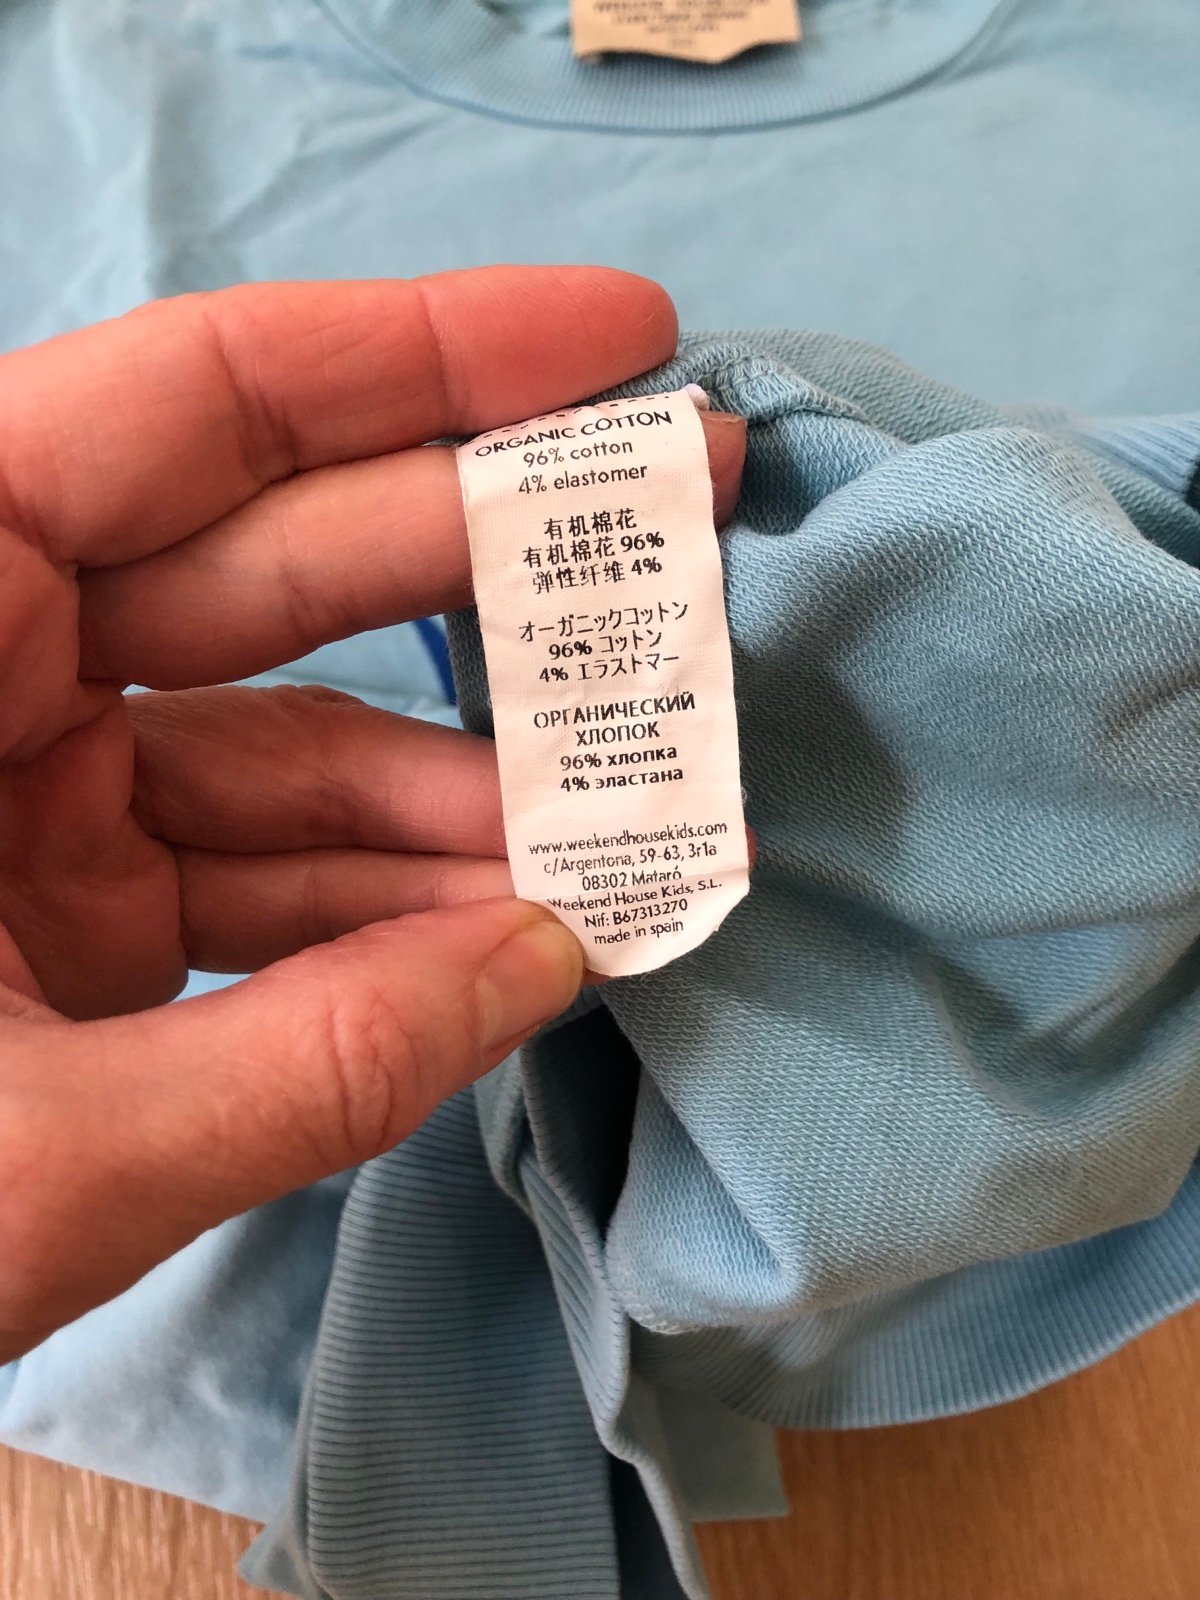 ORGANIC COTTON
96% cotton
4% elastomer
有机棉花
有机棉花 96%
弹性纤维 4%
オーガニックコットン
96% コットン
4% エラストマー
ОРГАНИЧЕСКИЙ
ХЛОПОК
96% хлопка
4% эластана
www.weekendhousekids.com
c/Argentona, 59-63, 3r1a
08302 Mataró
Weekend House Kids, S.L.
Nif: B67313270
made in spain